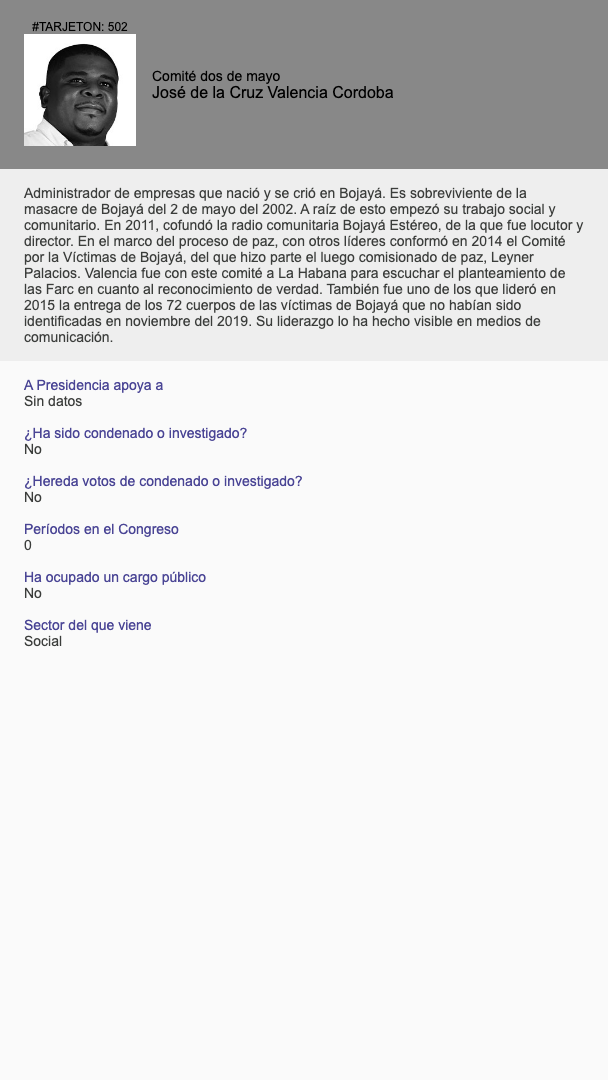 #TARJETON: 502
Comité dos de mayo
José de la Cruz Valencia Cordoba
Administrador de empresas que nació y se crió en Bojayá. Es sobreviviente de la
masacre de Bojayá del 2 de mayo del 2002. A raíz de esto empezó su trabajo social y
comunitario. En 2011, cofundó la radio comunitaria Bojayá Estéreo, de la que fue locutor y
director. En el marco del proceso de paz, con otros líderes conformó en 2014 el Comité
por la Víctimas de Bojayá, del que hizo parte el luego comisionado de paz, Leyner
Palacios. Valencia fue con este comité a La Habana para escuchar el planteamiento de
las Farc en cuanto al reconocimiento de verdad. También fue uno de los que lideró en
2015 la entrega de los 72 cuerpos de las víctimas de Bojayá que no habían sido
identificadas en noviembre del 2019. Su liderazgo lo ha hecho visible en medios de
comunicación.
A Presidencia apoya a
Sin datos
¿Ha sido condenado o investigado?
No
¿Hereda votos de condenado o investigado?
No
Períodos en el Congreso
0
Ha ocupado un cargo público
No
Sector del que viene
Social